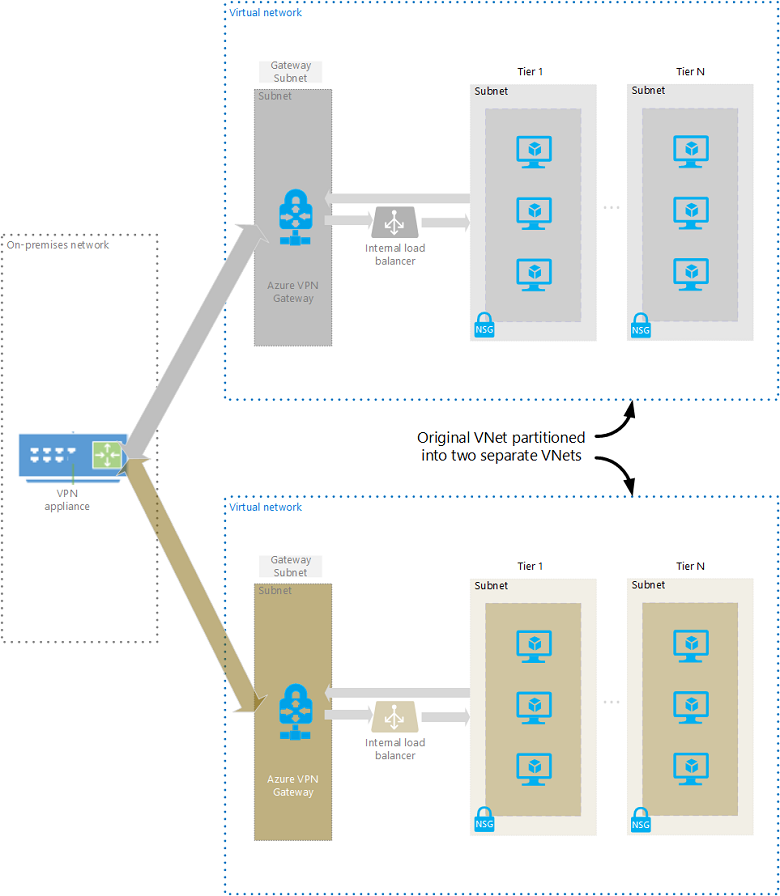 Virtual network
Gateway
Subnet
Subnet
Azure VPN
Gateway
Internal load
balancer
Tier 1
Subnet
NSG
...
Tier N
Subnet
NSG
On-premises network
VPN
appliance
Original VNet partitioned
into two separate VNets
Virtual network
Gateway
Subnet
Subnet
Azure VPN
Gateway
Internal load
balancer
Tier 1
Subnet
NSG
...
Tier N
Subnet
NSG